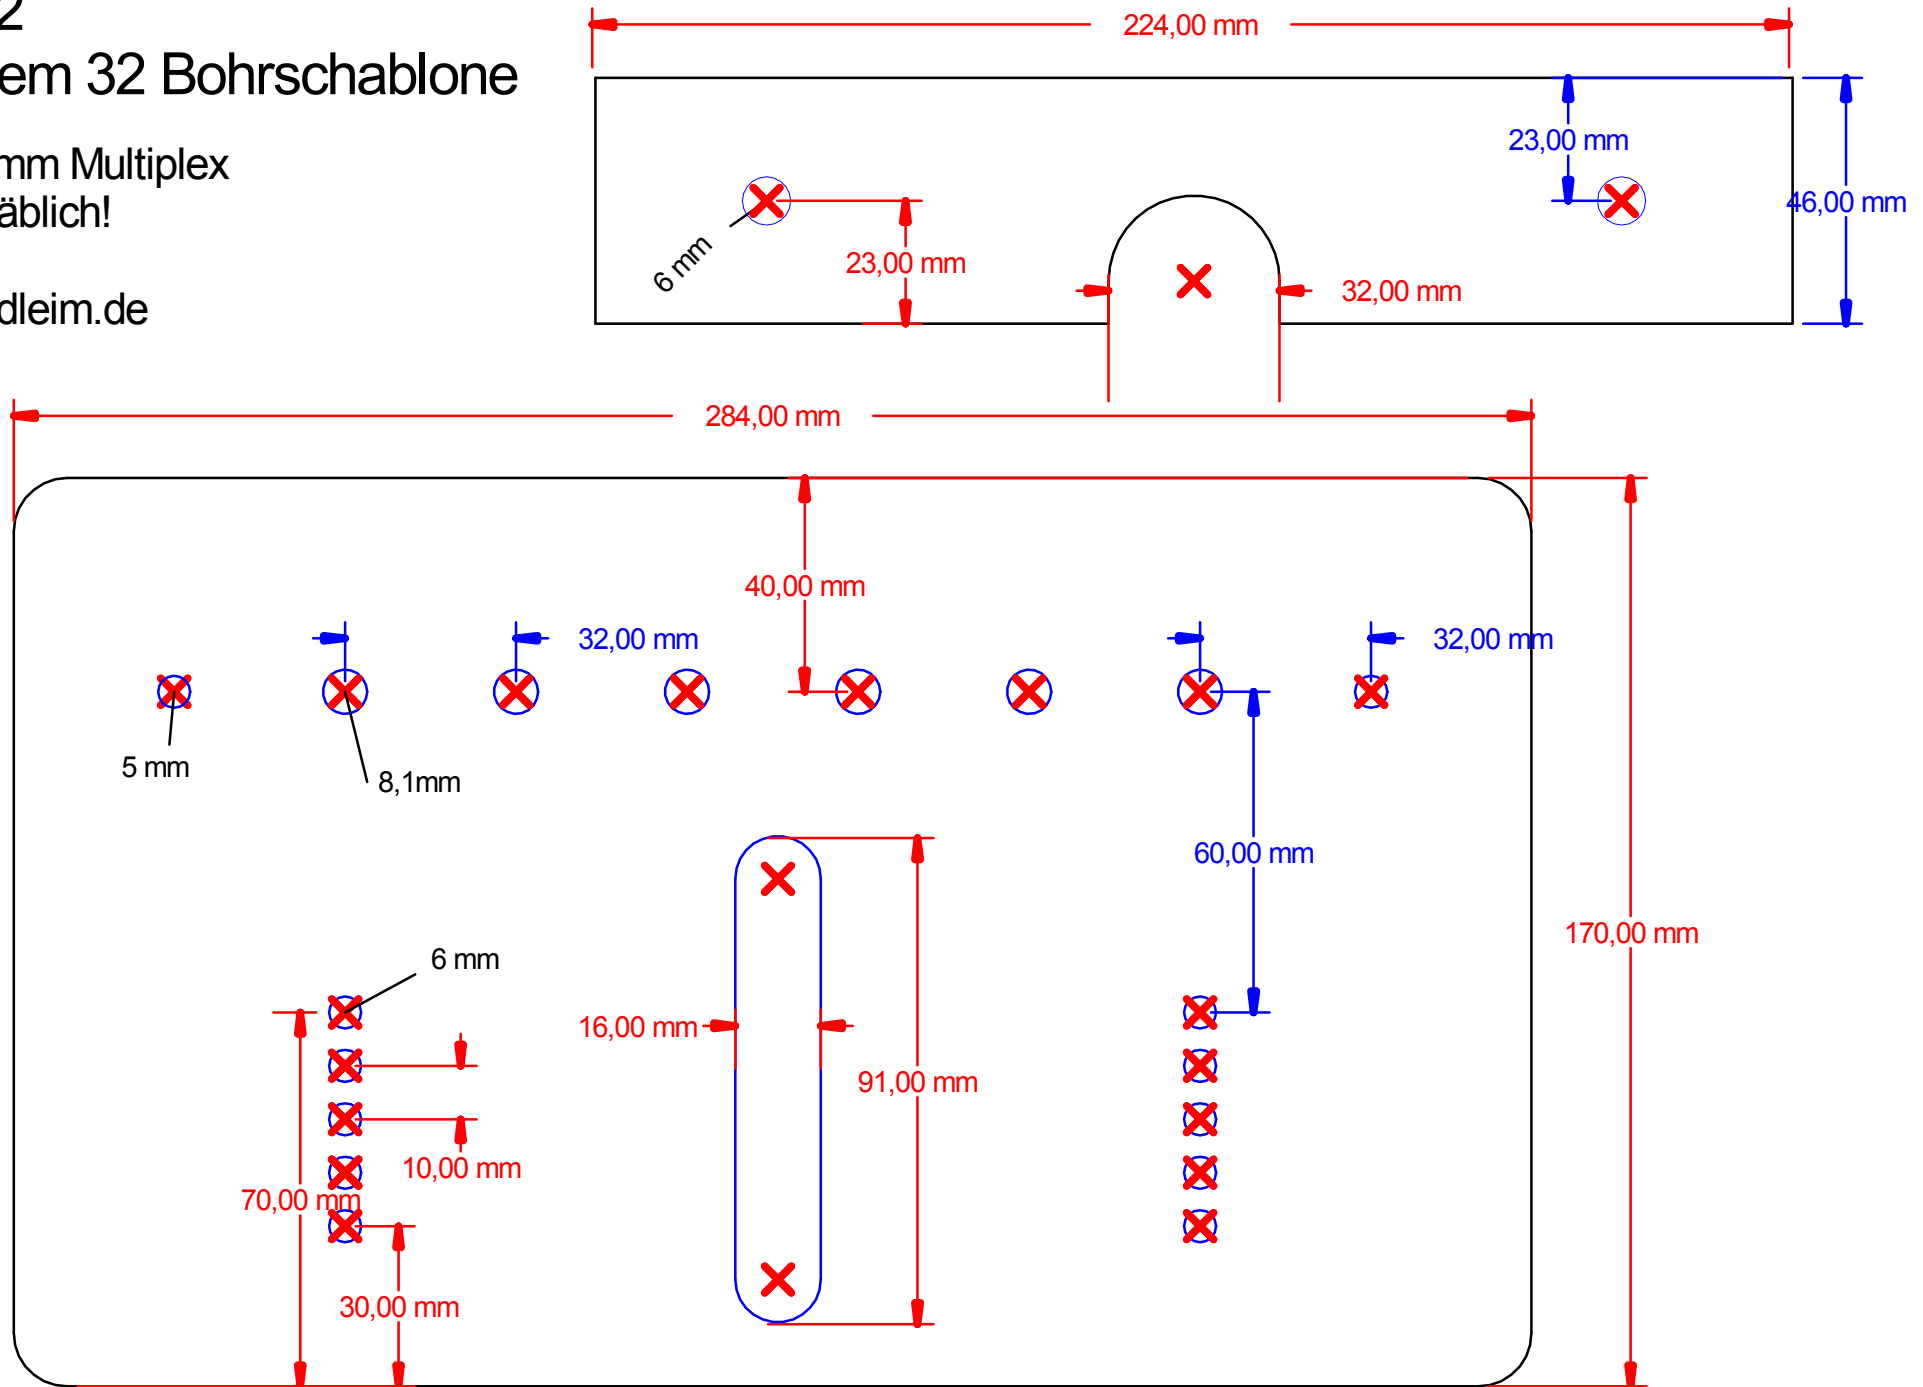 2
em 32 Bohrschablone
mm Multiplex
äblich!
dleim.de
224,00 mm
23,00 mm
46,00 mm
6 mm
23,00 mm
32,00 mm
284,00 mm
40,00 mm
32,00 mm
32,00 mm
5 mm
8,1mm
60,00 mm
170,00 mm
6 mm
16,00 mm
91,00 mm
10,00 mm
70,00 mm
30,00 mm